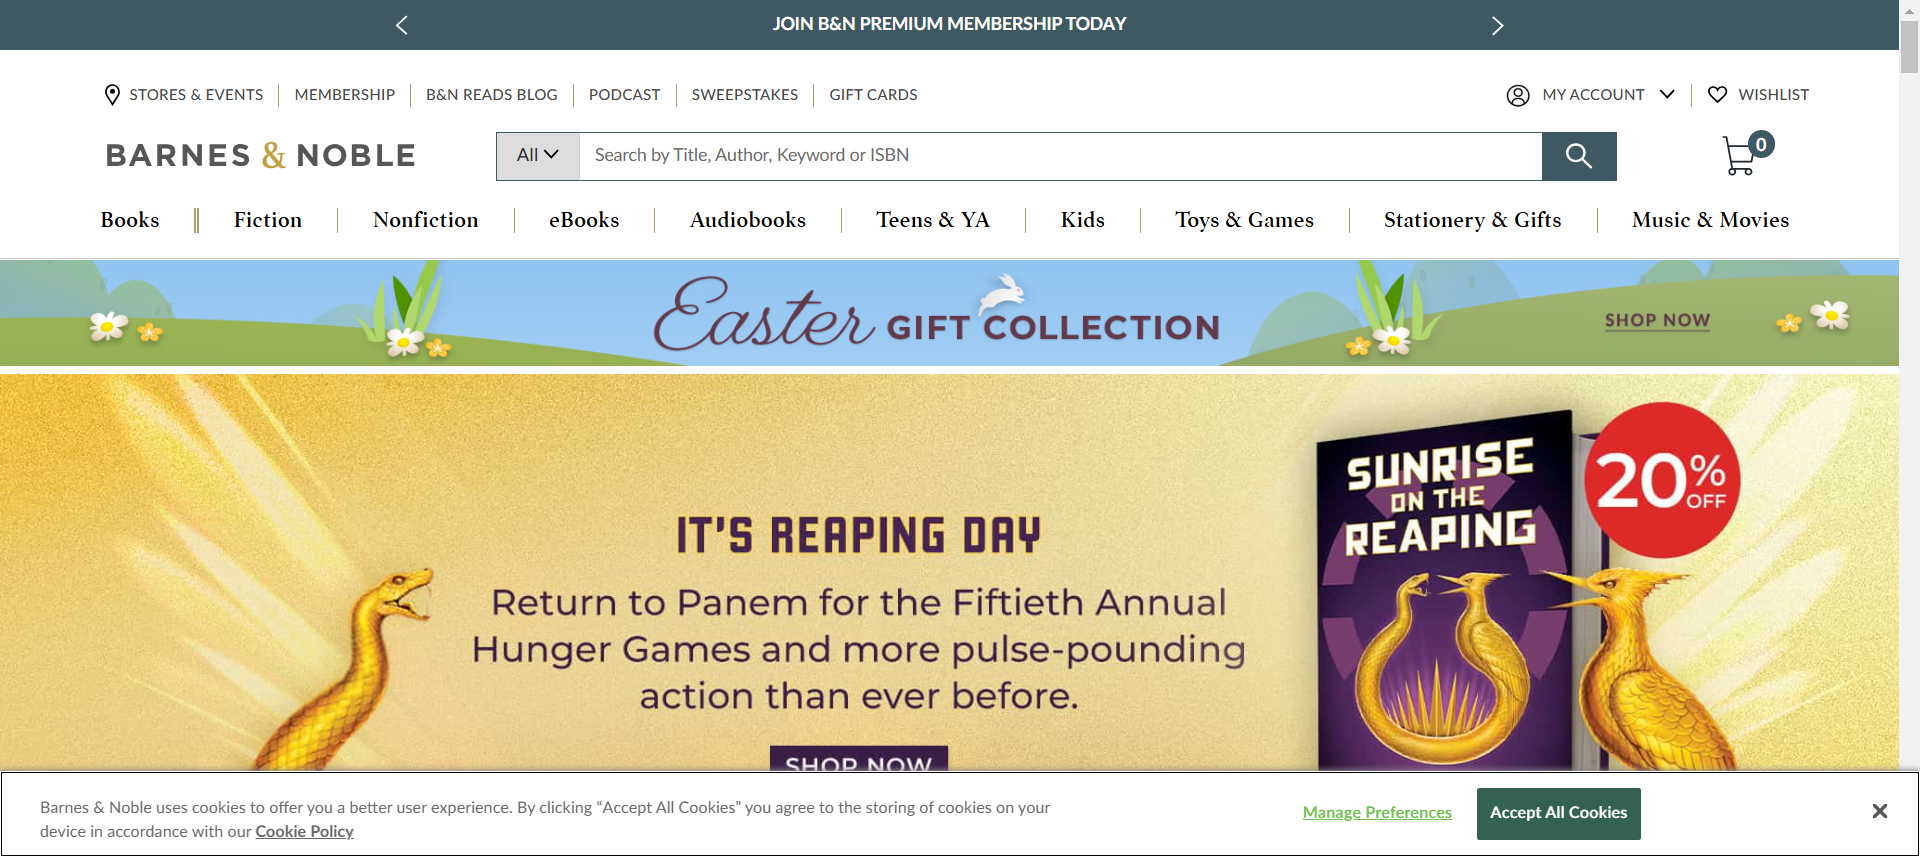 JOIN B&N PREMIUM MEMBERSHIP TODAY
STORES & EVENTS MEMBERSHIP B&N READS BLOG PODCAST SWEEPSTAKES GIFT CARDS MY ACCOUNT WISHLIST
BARNES & NOBLE All Search by Title, Author, Keyword or ISBN 0
Books Fiction Nonfiction eBooks Audiobooks Teens & YA Kids Toys & Games Stationery & Gifts Music & Movies
Easter GIFT COLLECTION SHOP NOW
SUNRISE
ON THE
REAPING
20% OFF
IT'S REAPING DAY
Return to Panem for the Fiftieth Annual
Hunger Games and more pulse-pounding
action than ever before.
SHOP NOW
Barnes & Noble uses cookies to offer you a better user experience. By clicking “Accept All Cookies” you agree to the storing of cookies on your
device in accordance with our Cookie Policy
Manage Preferences Accept All Cookies